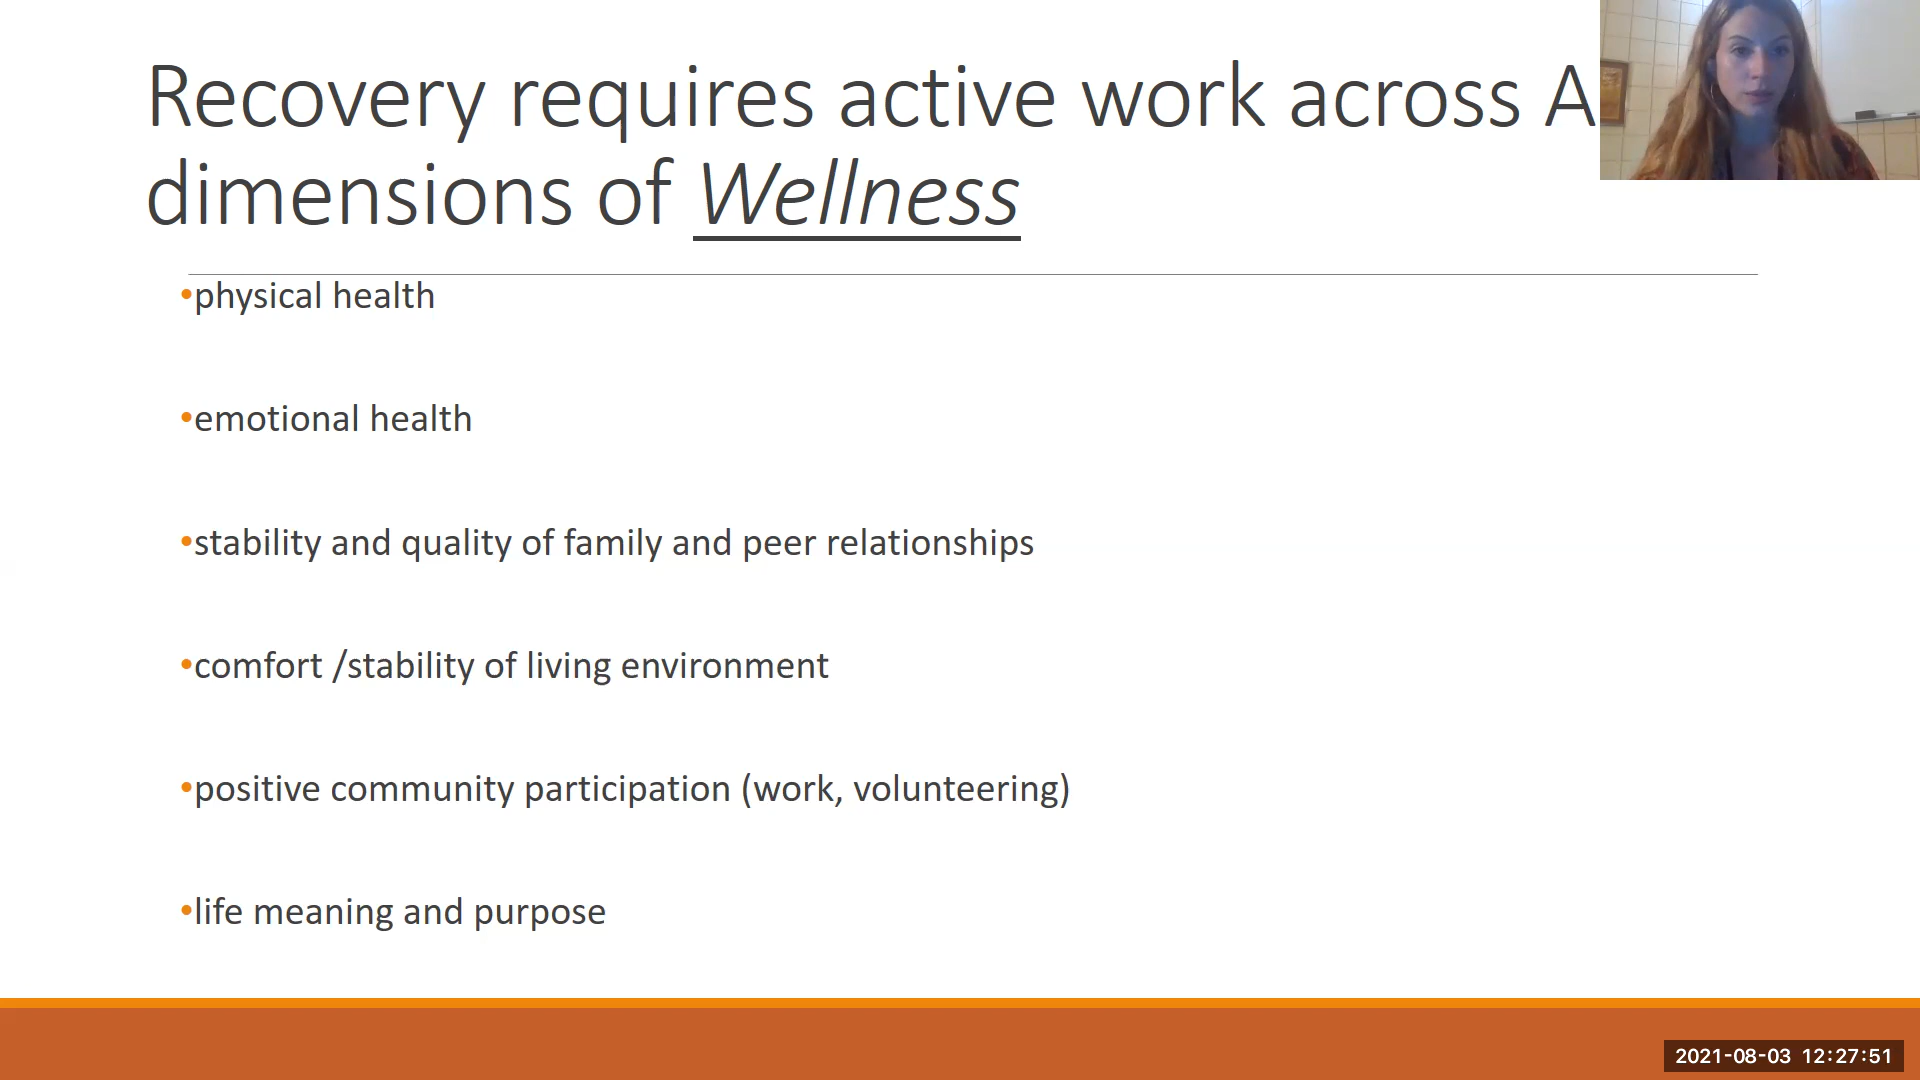 Recovery requires active work across A
dimensions of Wellness
•physical health
•emotional health
•stability and quality of family and peer relationships
•comfort /stability of living environment
•positive community participation (work, volunteering)
•life meaning and purpose
2021-08-03 12:27:51